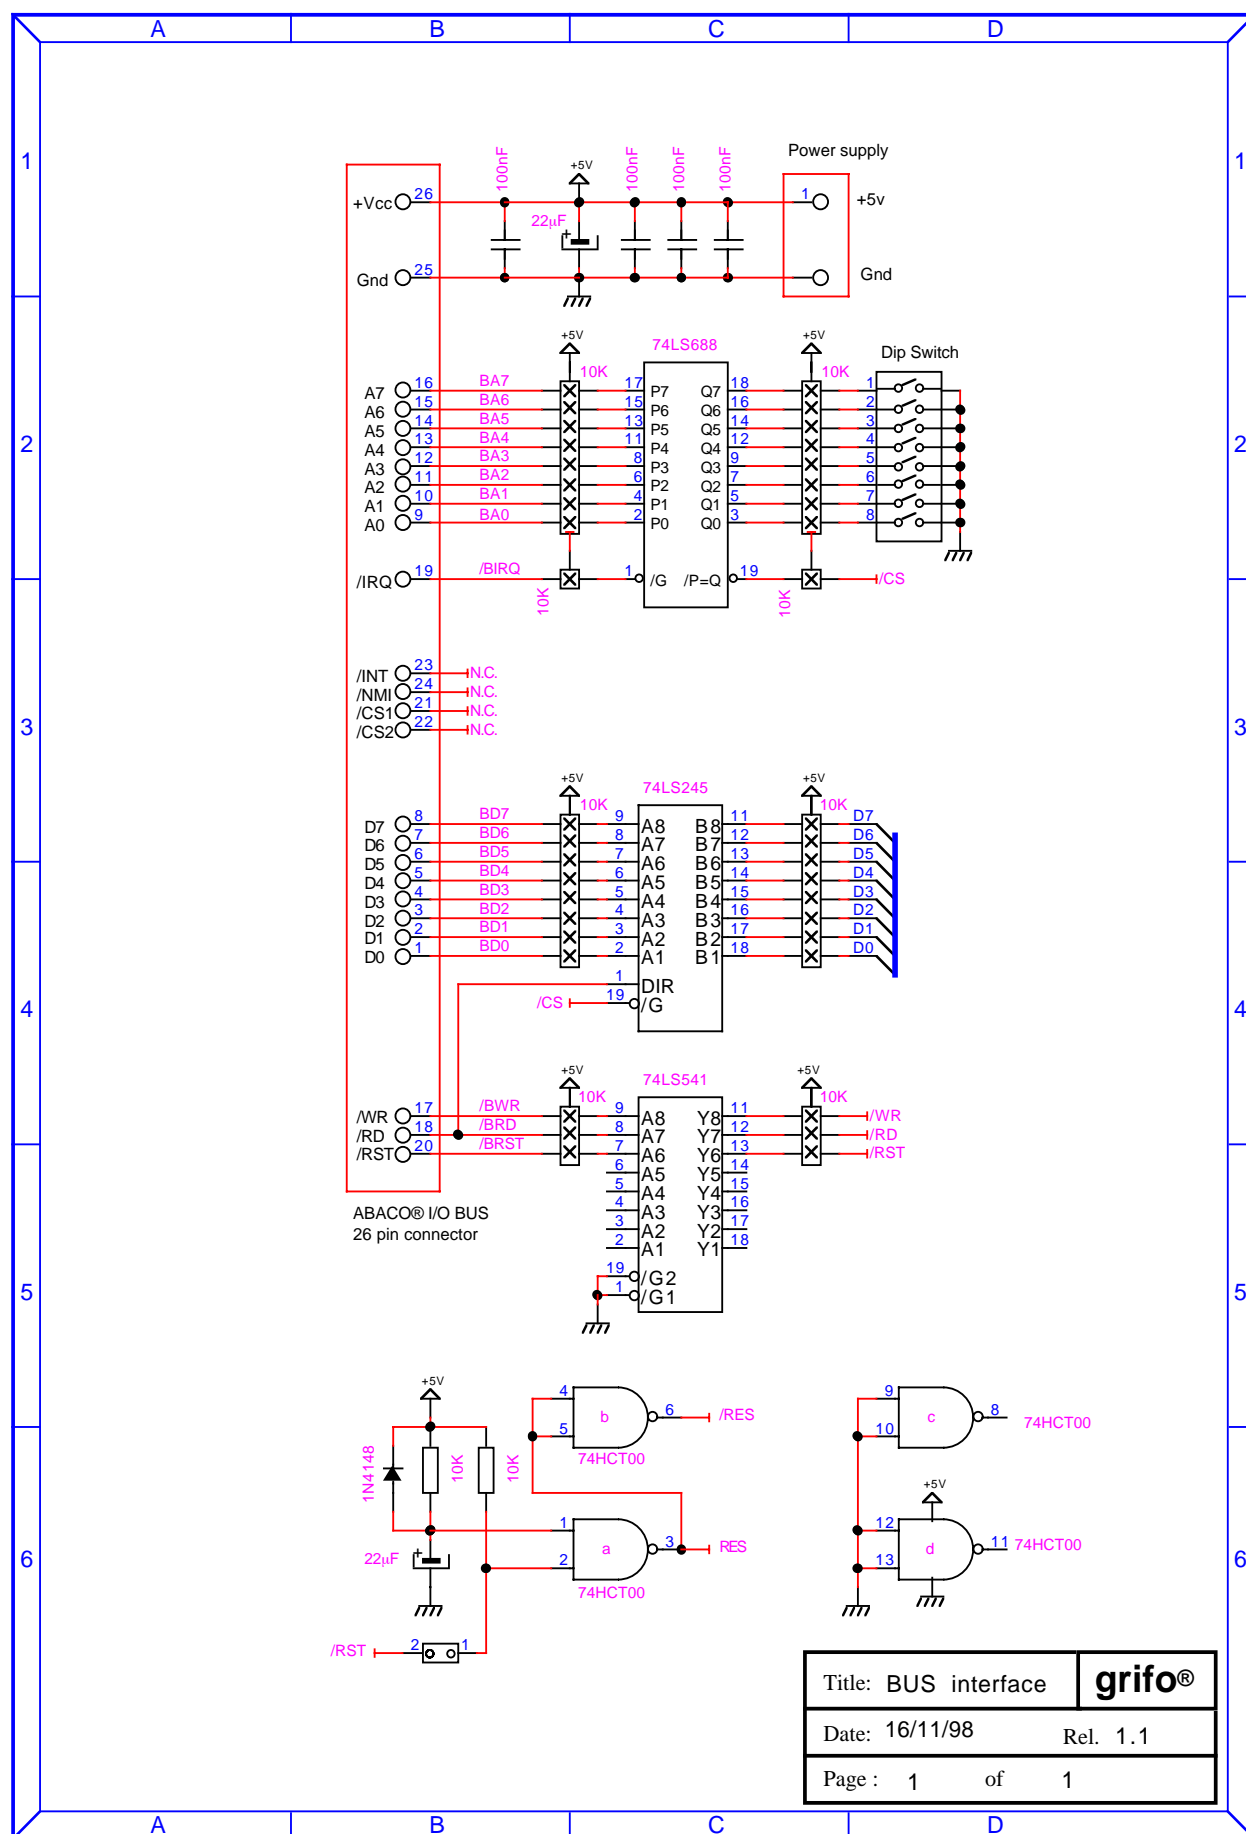 A B C D
1 1
Power supply
100nF +5V 100nF 100nF 100nF
+Vcc 26 22µF + 1 +5v
Gnd 25 Gnd
+5V 74LS688 +5V Dip Switch
10K 10K
A7 16 BA7 17 P7 Q7 18 1
A6 15 BA6 15 P6 Q6 16 2
A5 14 BA5 13 P5 Q5 14 3
2 A4 13 BA4 11 P4 Q4 12 4 2
A3 12 BA3 8 P3 Q3 9 5
A2 11 BA2 6 P2 Q2 7 6
A1 10 BA1 4 P1 Q1 5 7
A0 9 BA0 2 P0 Q0 3 8
/IRQ 19 /BIRQ 1 /G /P=Q 19 /CS
10K 10K
/INT 23 N.C.
/NMI 24 N.C.
/CS1 21 N.C.
/CS2 22 N.C.
3 3
+5V 74LS245 +5V
10K 10K
D7 8 BD7 9 A8 B8 11 D7
D6 7 BD6 8 A7 B7 12 D6
D5 6 BD5 7 A6 B6 13 D5
D4 5 BD4 6 A5 B5 14 D4
D3 4 BD3 5 A4 B4 15 D3
D2 3 BD2 4 A3 B3 16 D2
D1 2 BD1 3 A2 B2 17 D1
D0 1 BD0 2 A1 B1 18 D0
1 DIR
/CS 19 /G
4 4
+5V 74LS541 +5V
10K 10K
/WR 17 /BWR 9 A8 Y8 11 /WR
/RD 18 /BRD 8 A7 Y7 12 /RD
/RST 20 /BRST 7 A6 Y6 13 /RST
6 A5 Y5 14
5 A4 Y4 15
4 A3 Y3 16
3 A2 Y2 17
2 A1 Y1 18
ABACO® I/O BUS
26 pin connector
19 /G2
1 /G1
5 5
+5V
4 b 6 /RES 9 c 8 74HCT00
5 10
74HCT00
1N4148 10K 10K
+5V
1 a 3 RES 12 d 11 74HCT00
2 13
74HCT00
22µF +
6 6
/RST 2 1
Title: BUS interface grifo®
Date: 16/11/98 Rel. 1.1
Page : 1 of 1
A B C D